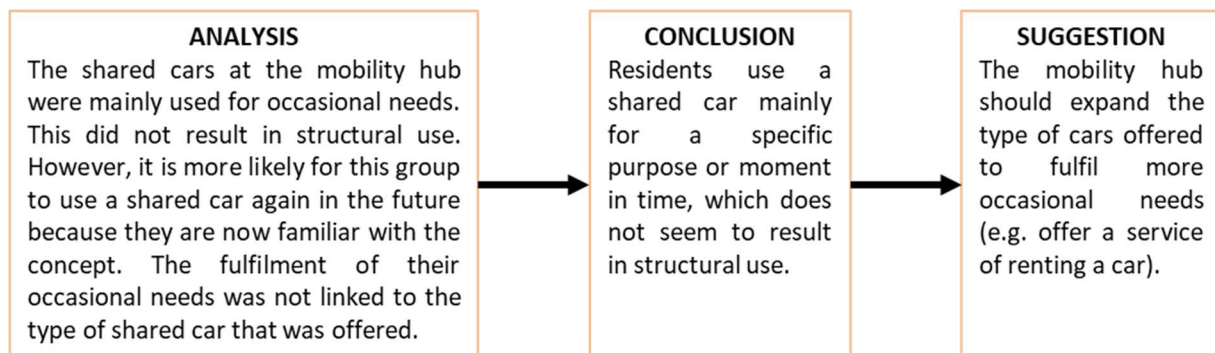 ANALYSIS
The shared cars at the mobility hub
were mainly used for occasional needs.
This did not result in structural use.
However, it is more likely for this group
to use a shared car again in the future
because they are now familiar with the
concept. The fulfilment of their
occasional needs was not linked to the
type of shared car that was offered.
CONCLUSION
Residents use a
shared car mainly
for a specific
purpose or moment
in time, which does
not seem to result
in structural use.
SUGGESTION
The mobility hub
should expand the
type of cars offered
to fulfil more
occasional needs
(e.g. offer a service
of renting a car).